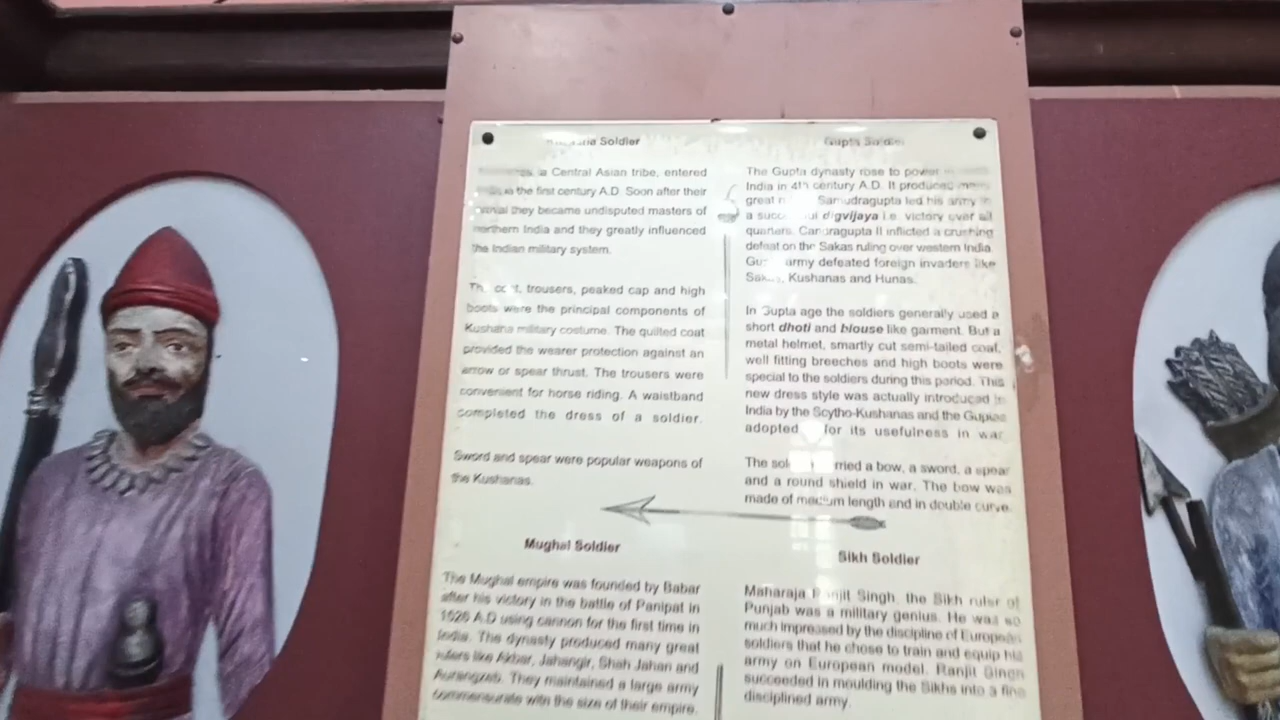 Soldier
a Central Asian tribe, entered
the first century A.D. Soon after their
they became undisputed masters of
northern India and they greatly influenced
the Indian military system.
The coat, trousers, peaked cap and high
boots were the principal components of
Kushana military costume. The quilted coat
provided the wearer protection against an
arrow or spear thrust. The trousers were
convenient for horse riding. A waistband
completed the dress of a soldier.
Sword and spear were popular weapons of
the Kushanas.
Gupta Soldier
The Gupta dynasty rose to power in
India in 4th century A.D. It produced many
great Samudragupta led his army in
a digvijaya i.e. victory over all
quarters. Candragupta II inflicted a crushing
defeat on the Sakas ruling over western India.
army defeated foreign invaders like
Kushanas and Hunas.
In Gupta age the soldiers generally used a
short dhoti and blouse like garment. But a
metal helmet, smartly cut semi-tailed coat,
well fitting breeches and high boots were
special to the soldiers during this period. This
new dress style was actually introduced in
India by the Scytho-Kushanas and the Guptas
adopted for its usefulness in war.
The a bow, a sword, a spear
and a round shield in war. The bow was
made of medium length and in double curve.
Mughal Soldier
The Mughal empire was founded by Babar
after his victory in the battle of Panipat in
1526 A.D using cannon for the first time in
India. The dynasty produced many great
rulers like Akbar, Jahangir, Shah Jahan and
Aurangzeb. They maintained a large army
commensurate with the size of their empire.
Sikh Soldier
Maharaja Ranjit Singh, the Sikh ruler of
Punjab was a military genius. He was so
much impressed by the discipline of European
soldiers that he chose to train and equip his
army on European model. Ranjit Singh
succeeded in moulding the Sikhs into a fine
disciplined army.